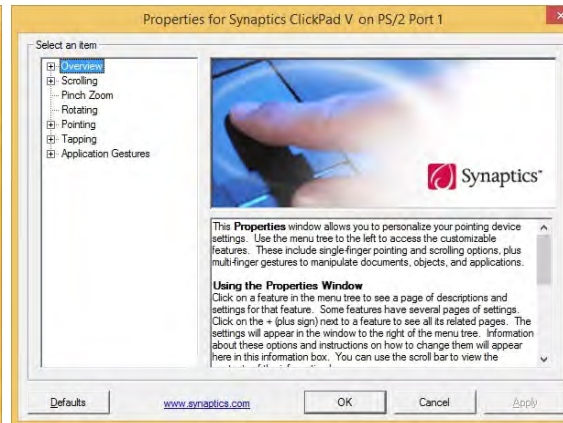 Properties for Synaptics ClickPad V on PS/2 Port 1
Select an item
Overview
Scrolling
Pinch Zoom
Rotating
Pointing
Tapping
Application Gestures
Synaptics
This Properties window allows you to personalize your pointing device
settings. Use the menu tree to the left to access the customizable
features. These include single-finger pointing and scrolling options, plus
multi-finger gestures to manipulate documents, objects, and applications.
Using the Properties Window
Click on a feature in the menu tree to see a page of descriptions and
settings for that feature. Some features have several pages of settings.
Click on the + (plus sign) next to a feature to see all its related pages. The
settings will appear in the window to the right of the menu tree. Information
about these options and instructions on how to change them will appear
here in this information box. You can use the scroll bar to view the
Defaults
www.synaptics.com
OK
Cancel
Apply